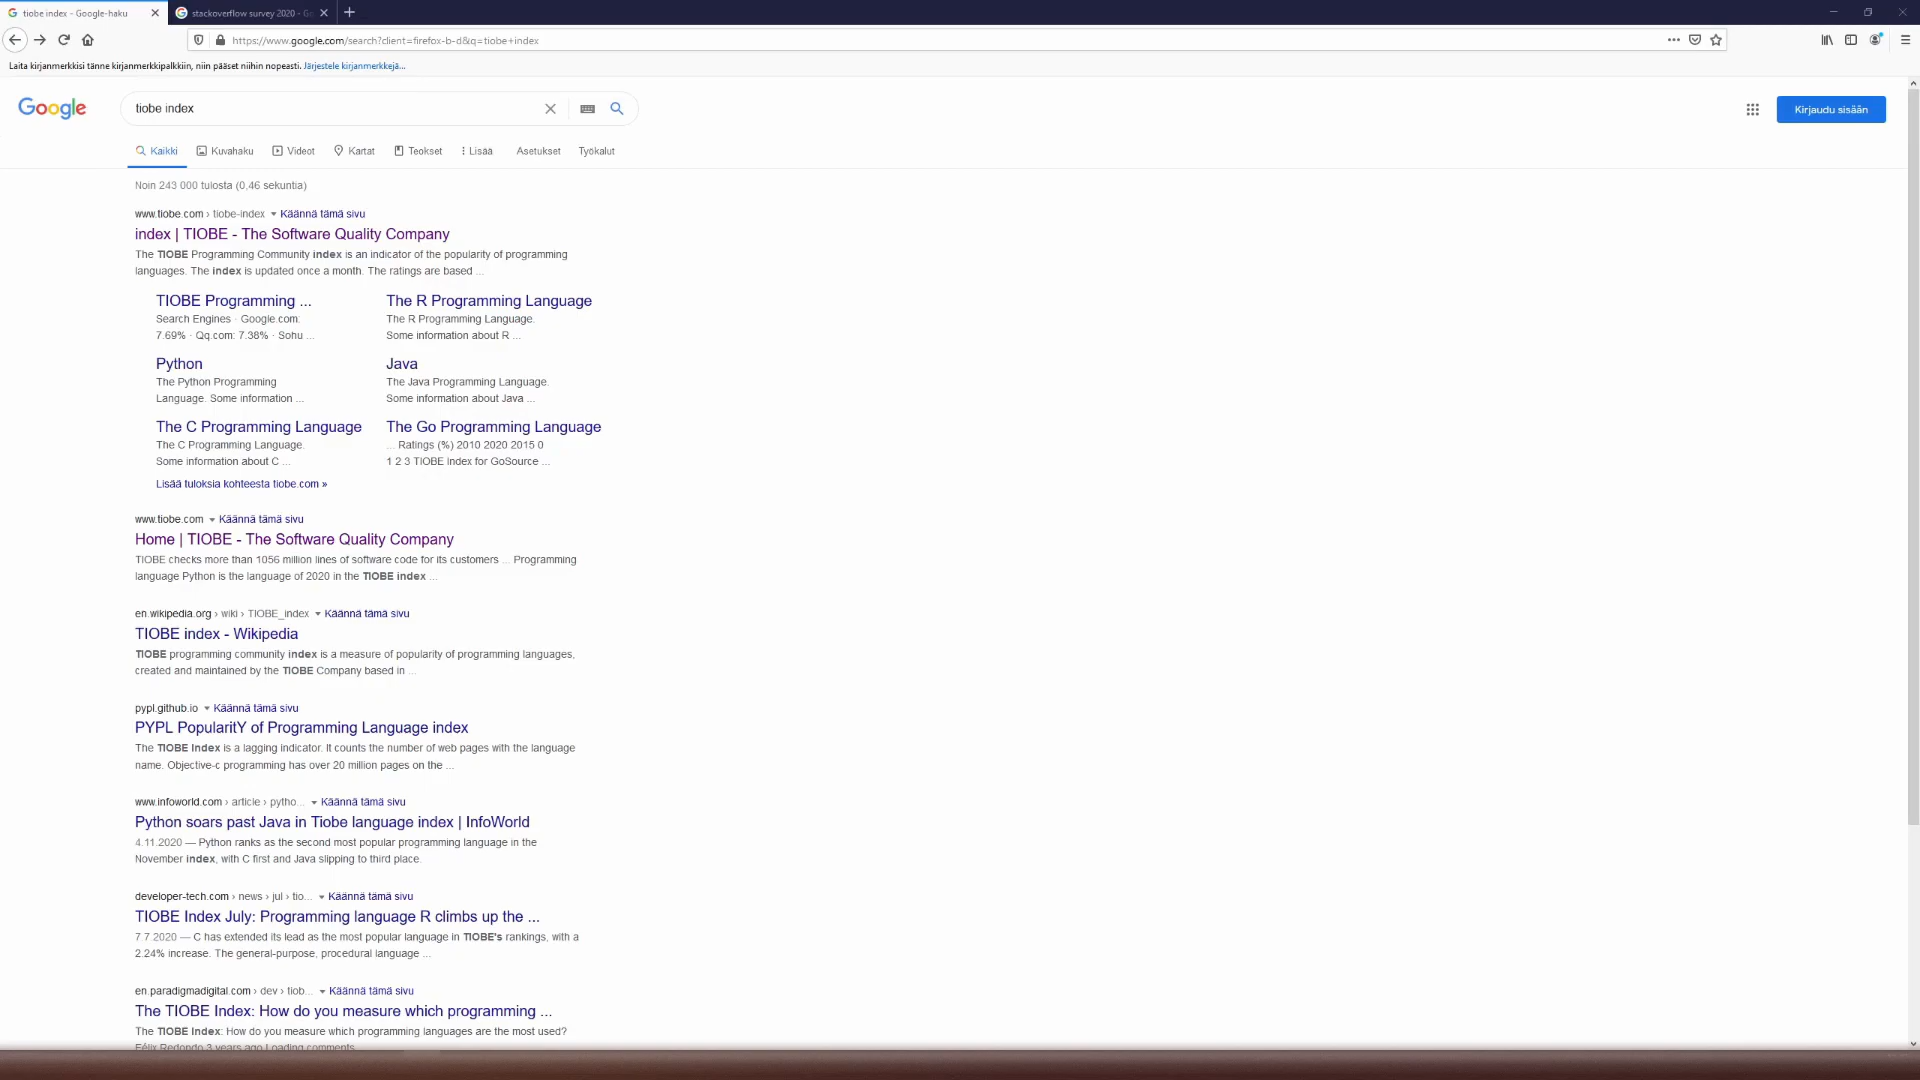 tiobe index - Google-haku
stackoverflow survey 2020 - Go
https://www.google.com/search?client=firefox-b-d&q=tiobe+index
Laita kirjanmerkkisi tänne kirjanmerkkipalkkiin, niin pääset niihin nopeasti. Järjestele kirjanmerkkejä...
Google
tiobe index
Kirjaudu sisään
Kaikki Kuvahaku Videot Kartat Teokset Lisää Asetukset Työkalut
Noin 243 000 tulosta (0,46 sekuntia)
www.tiobe.com › tiobe-index Käännä tämä sivu
index | TIOBE - The Software Quality Company
The TIOBE Programming Community index is an indicator of the popularity of programming
languages. The index is updated once a month. The ratings are based ...
TIOBE Programming ...
Search Engines · Google.com:
7.69% · Qq.com: 7.38% · Sohu ...
The R Programming Language
The R Programming Language.
Some information about R ...
Python
The Python Programming
Language. Some information ...
Java
The Java Programming Language.
Some information about Java ...
The C Programming Language
The C Programming Language.
Some information about C ...
The Go Programming Language
... Ratings (%) 2010 2020 2015 0
1 2 3 TIOBE Index for GoSource ...
Lisää tuloksia kohteesta tiobe.com »
www.tiobe.com Käännä tämä sivu
Home | TIOBE - The Software Quality Company
TIOBE checks more than 1056 million lines of software code for its customers ... Programming
language Python is the language of 2020 in the TIOBE index ...
en.wikipedia.org › wiki › TIOBE_index Käännä tämä sivu
TIOBE index - Wikipedia
TIOBE programming community index is a measure of popularity of programming languages,
created and maintained by the TIOBE Company based in ...
pypl.github.io Käännä tämä sivu
PYPL PopularitY of Programming Language index
The TIOBE Index is a lagging indicator. It counts the number of web pages with the language
name. Objective-c programming has over 20 million pages on the ...
www.infoworld.com › article › pytho... Käännä tämä sivu
Python soars past Java in Tiobe language index | InfoWorld
4.11.2020 — Python ranks as the second most popular programming language in the
November index, with C first and Java slipping to third place.
developer-tech.com › news › jul › tio... Käännä tämä sivu
TIOBE Index July: Programming language R climbs up the ...
7.7.2020 — C has extended its lead as the most popular language in TIOBE's rankings, with a
2.24% increase. The general-purpose, procedural language ...
en.paradigmadigital.com › dev › tiob... Käännä tämä sivu
The TIOBE Index: How do you measure which programming ...
The TIOBE Index: How do you measure which programming languages are the most used?
Félix Redondo 3 years ago Loading comments